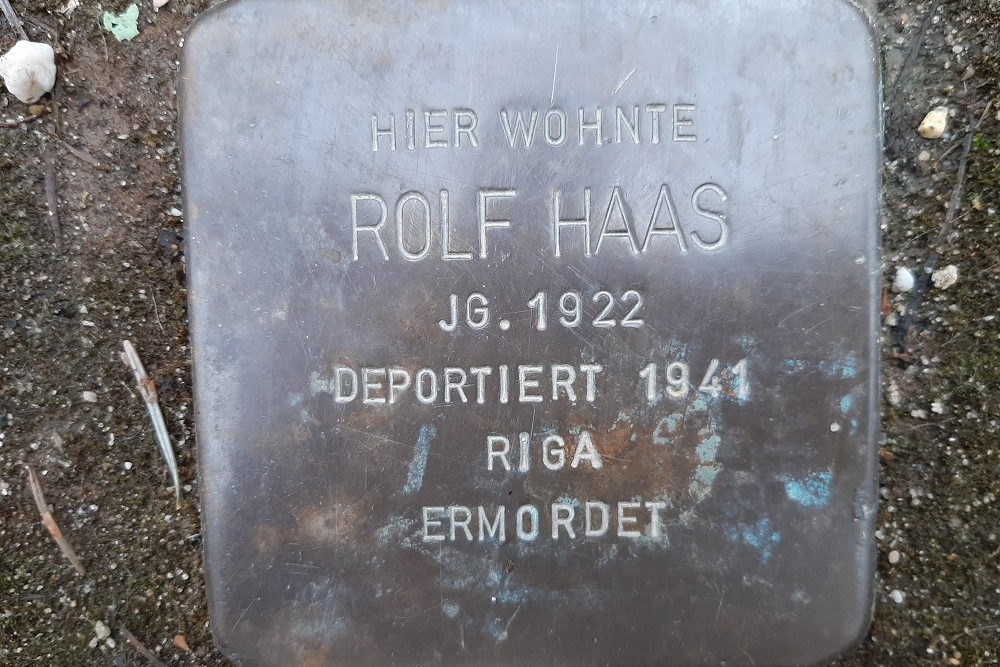 HIER WOHNTE
ROLF HAAS
JG. 1922
DEPORTIERT 1941
RIGA
ERMORDET